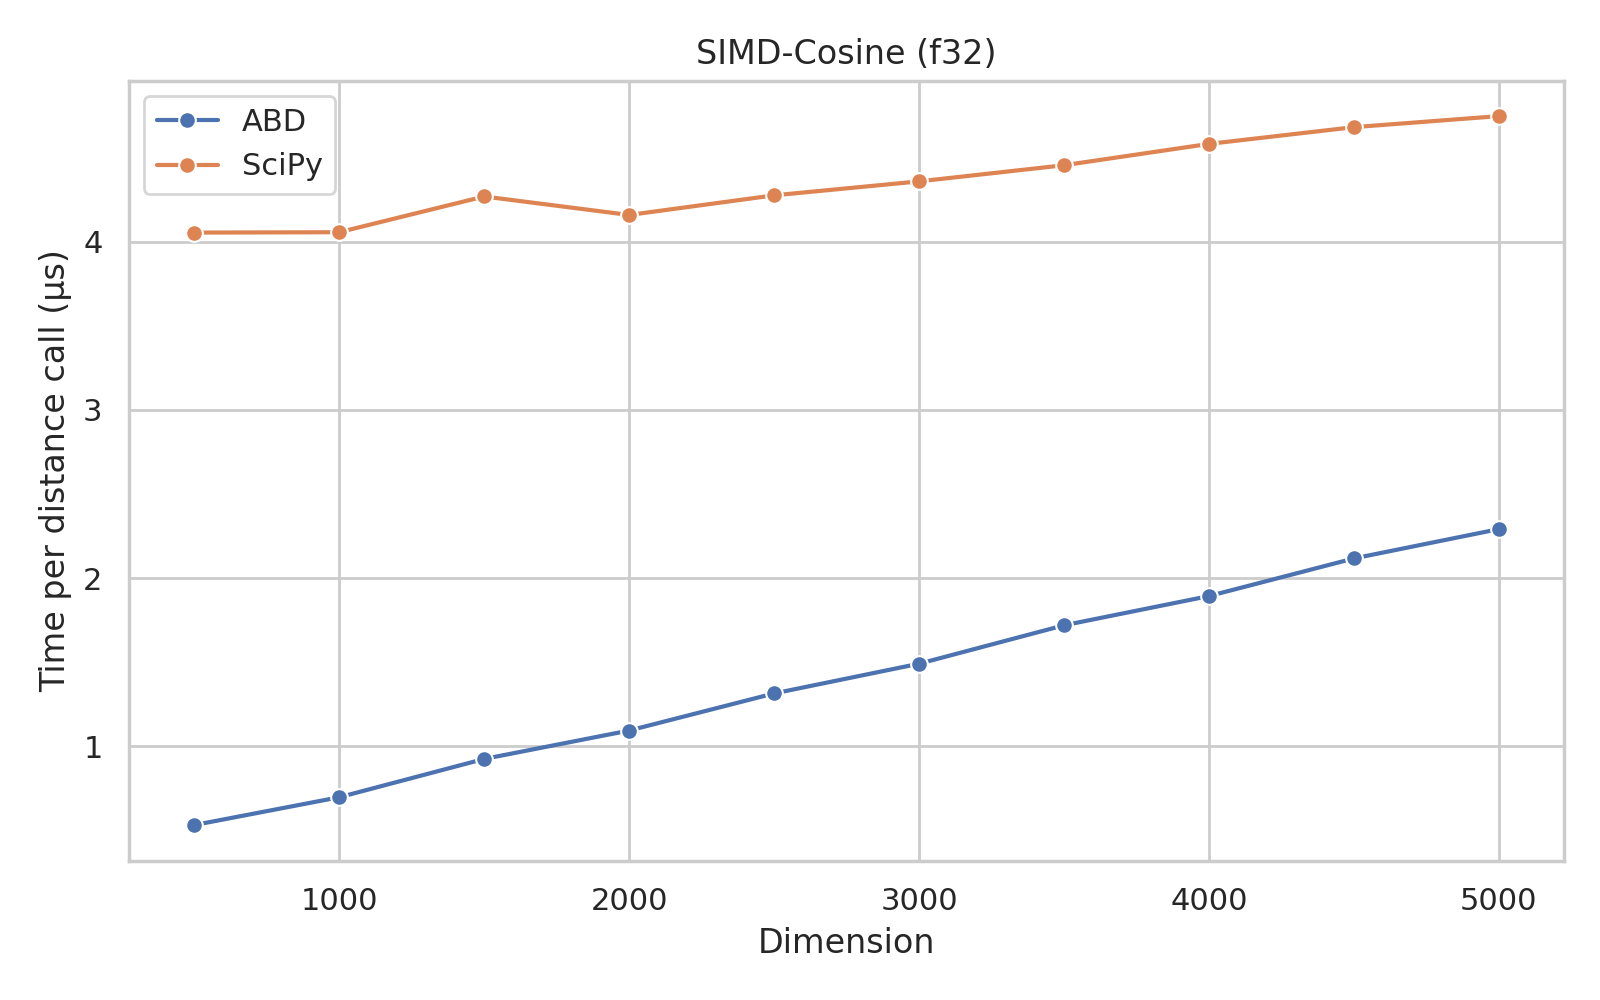 SIMD-Cosine (f32)
ABD
SciPy
Time per distance call (µs)
4
3
2
1
1000 2000 3000 4000 5000
Dimension